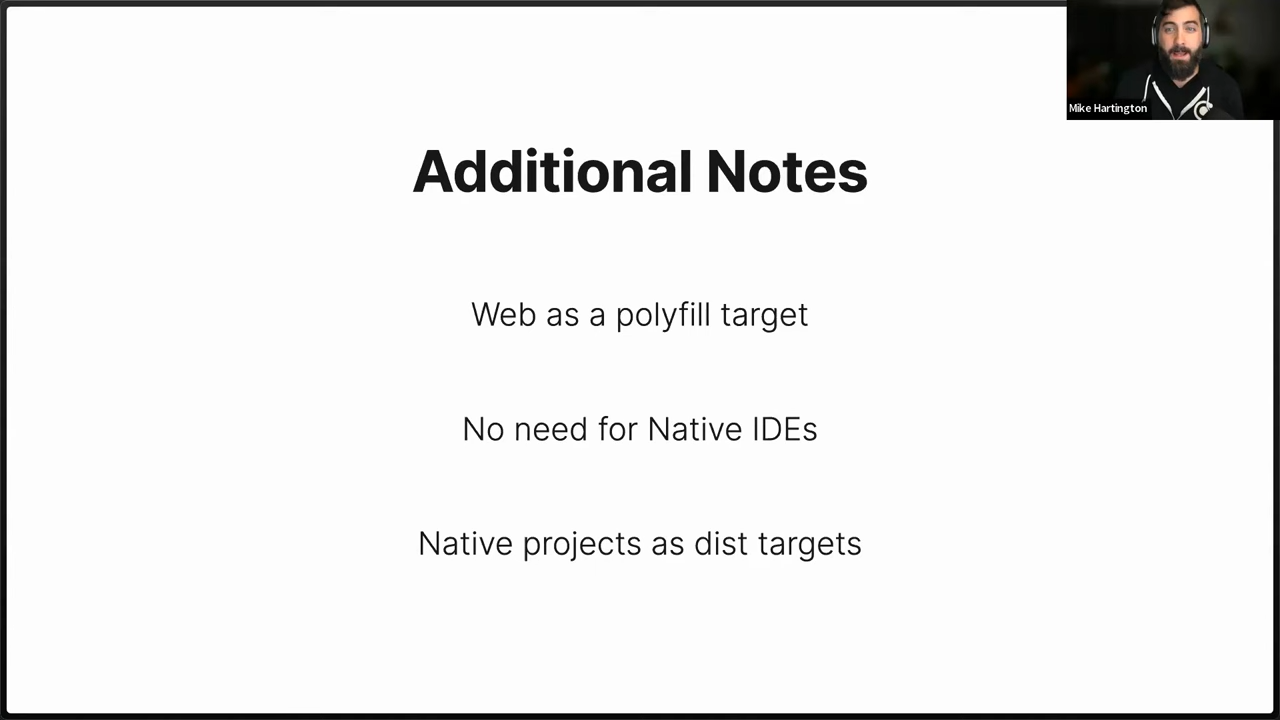 Mike Hartington
Additional Notes
Web as a polyfill target
No need for Native IDEs
Native projects as dist targets